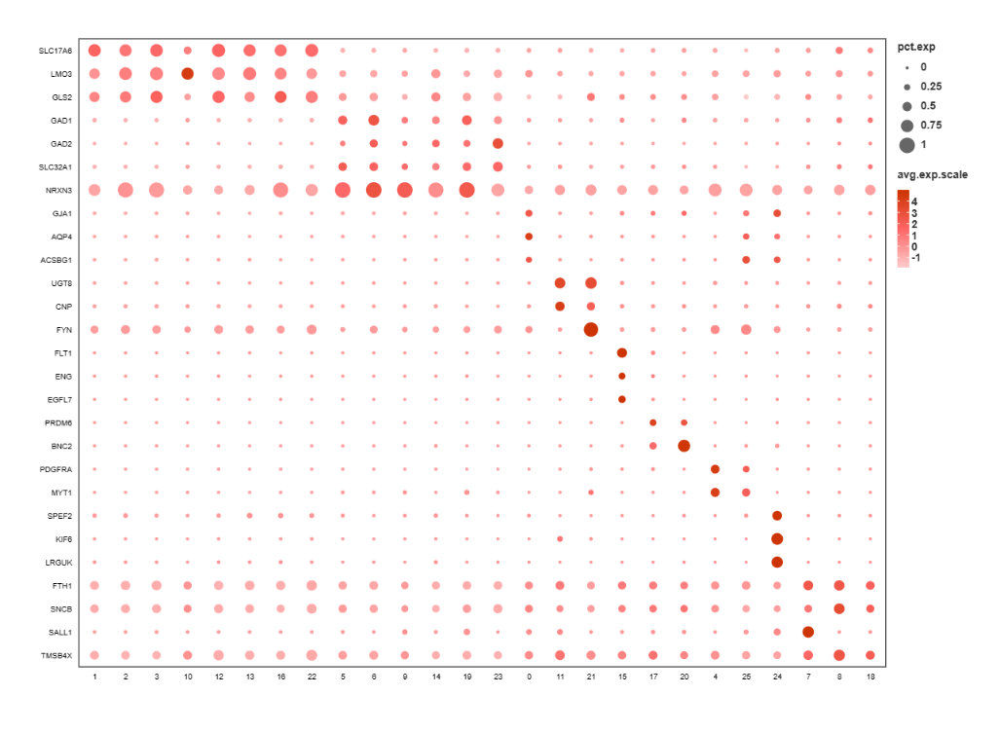 SLC17A6
LMO3
GLS2
GAD1
GAD2
SLC32A1
NRXN3
GJA1
AQP4
ACSBG1
UGT8
CNP
FYN
FLT1
ENG
EGFL7
PRDM6
BNC2
PDGFRA
MYT1
SPEF2
KIF6
LRGUK
FTH1
SNCB
SALL1
TMSB4X
1 2 3 10 12 13 16 22 5 6 9 14 19 23 0 11 21 15 17 20 4 25 24 7 8 18
pct.exp
0
0.25
0.5
0.75
1
avg.exp.scale
4
3
2
1
0
-1